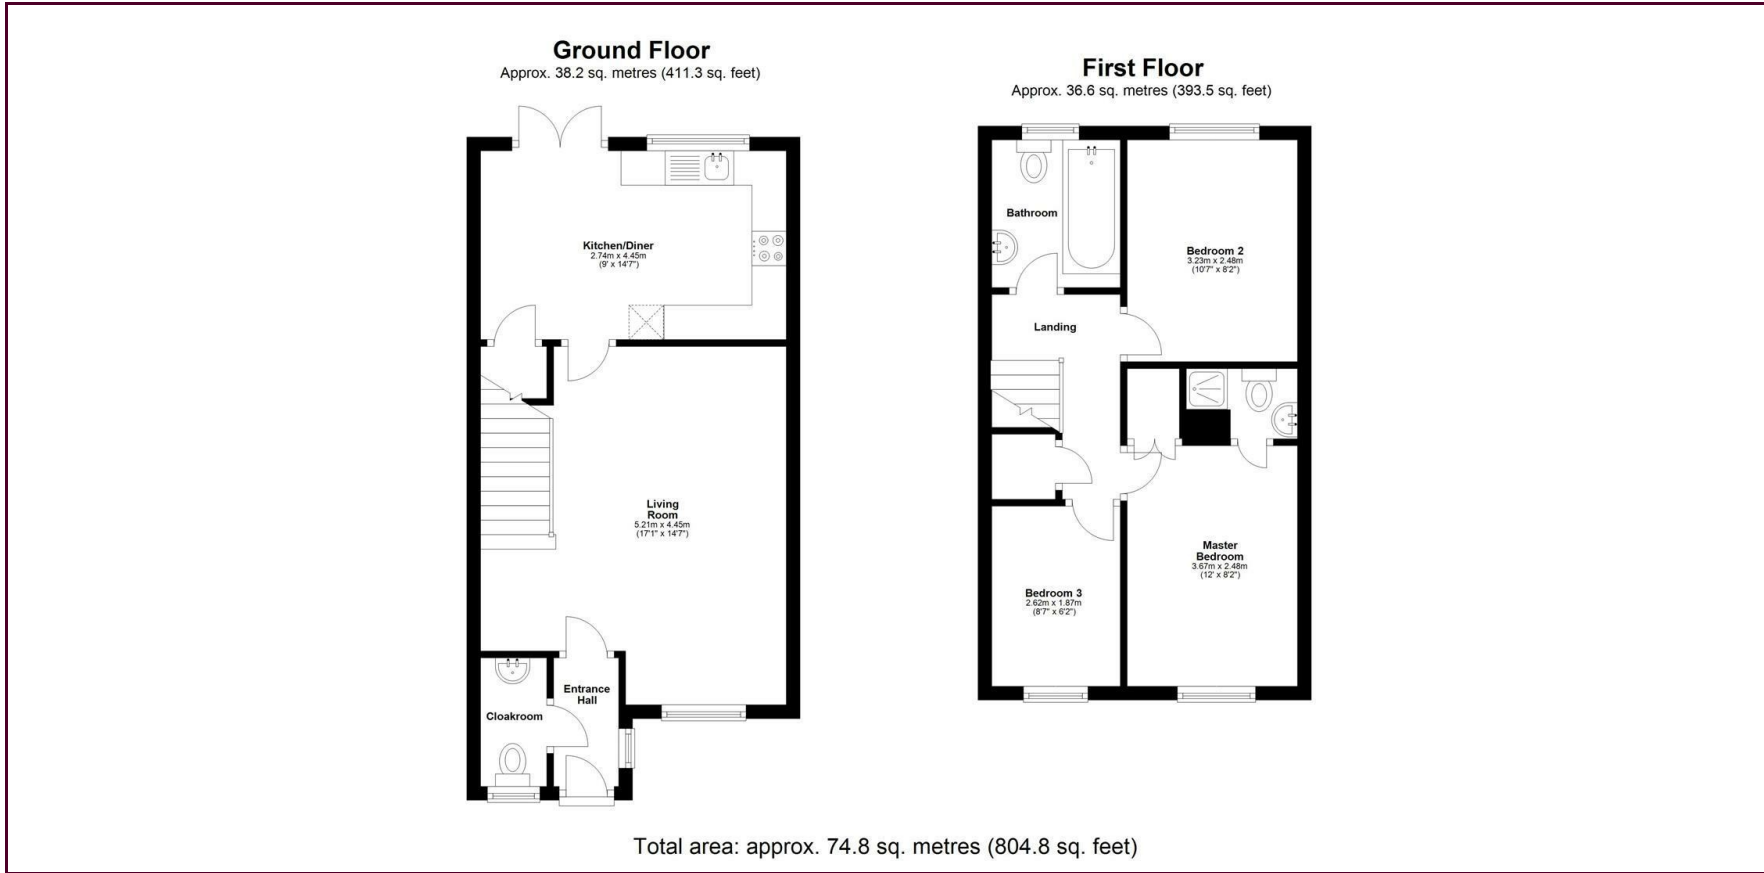 Ground Floor
Approx. 38.2 sq. metres (411.3 sq. feet)
Kitchen/Diner
2.74m x 4.45m
(9' x 14'7")
Living
Room
5.21m x 4.45m
(17'1" x 14'7")
Entrance
Hall
Cloakroom
First Floor
Approx. 36.6 sq. metres (393.5 sq. feet)
Bathroom
Bedroom 2
3.23m x 2.48m
(10'7" x 8'2")
Landing
Master
Bedroom
3.67m x 2.48m
(12' x 8'2")
Bedroom 3
2.62m x 1.87m
(8'7" x 6'2")
Total area: approx. 74.8 sq. metres (804.8 sq. feet)